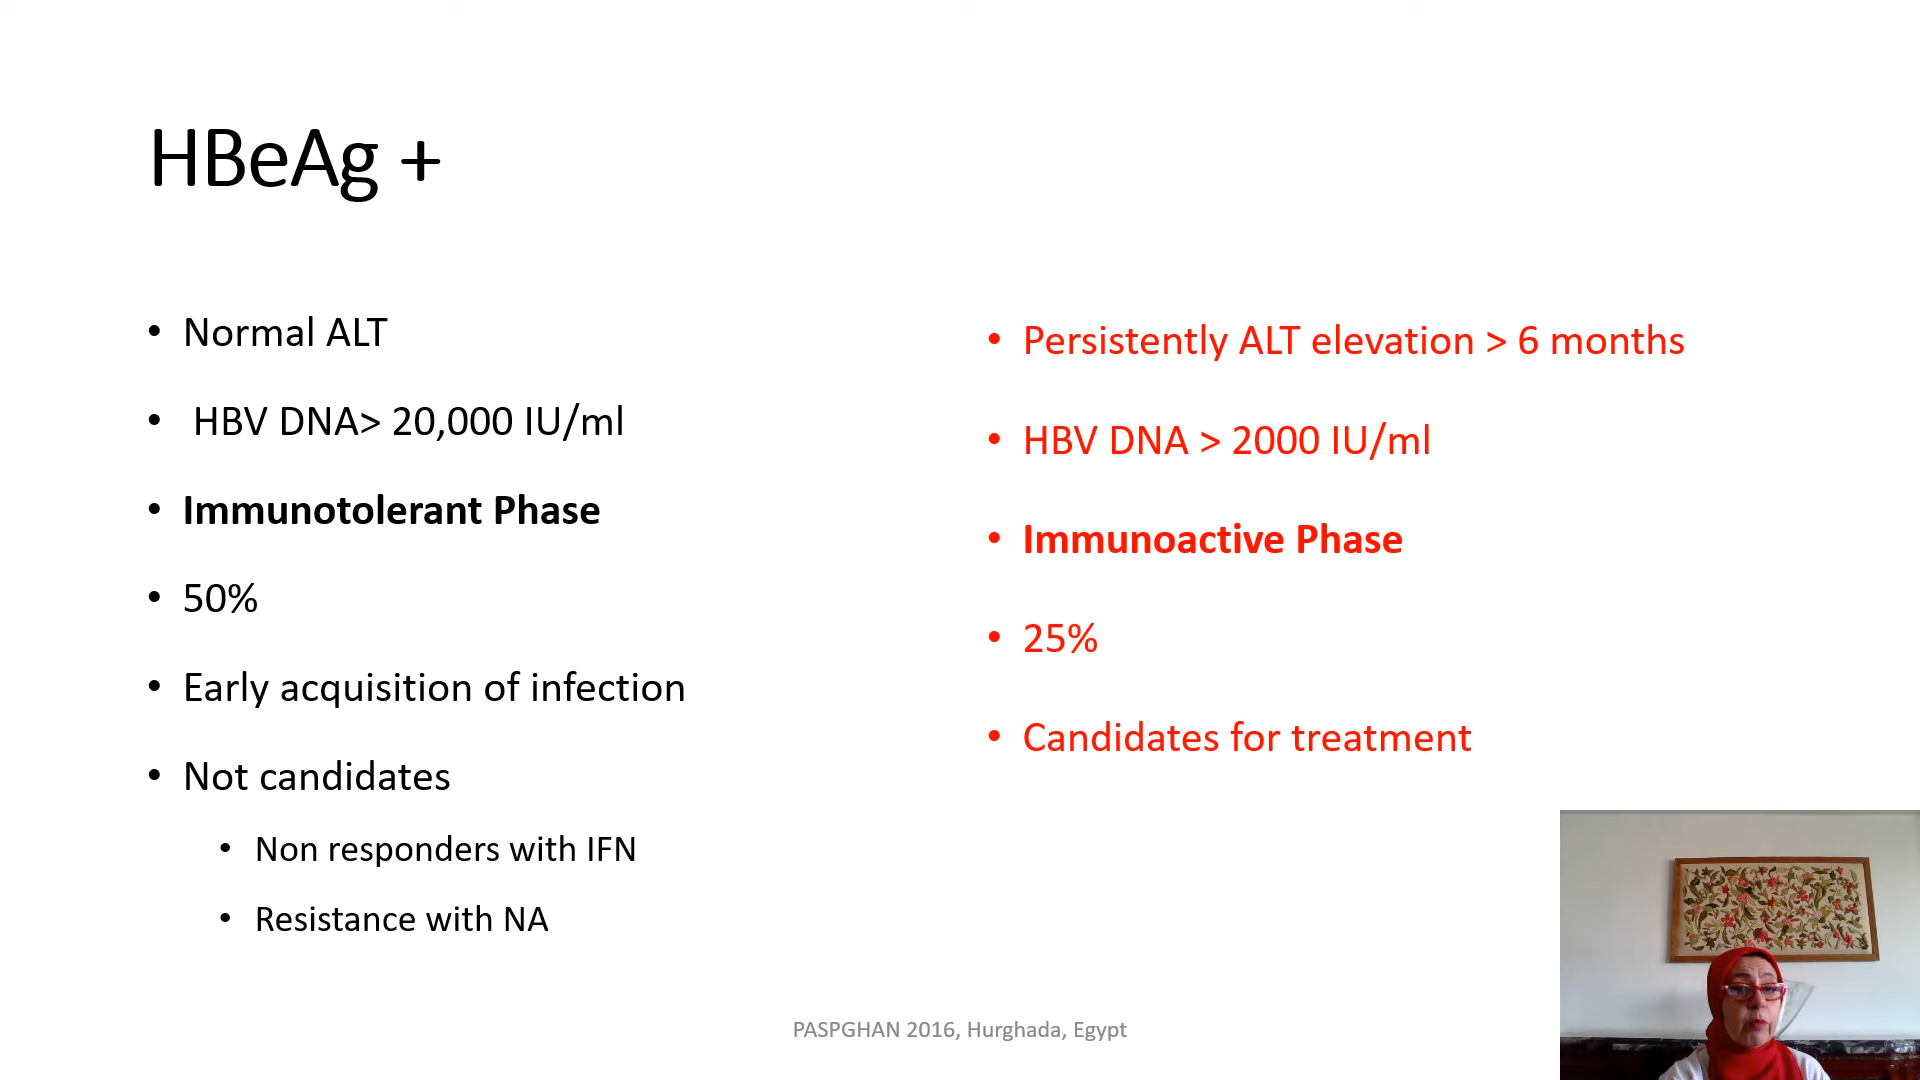 HBeAg +
• Normal ALT
• HBV DNA> 20,000 IU/ml
• Immunotolerant Phase
• 50%
• Early acquisition of infection
• Not candidates
• Non responders with IFN
• Resistance with NA
• Persistently ALT elevation > 6 months
• HBV DNA > 2000 IU/ml
• Immunoactive Phase
• 25%
• Candidates for treatment
PASPGHAN 2016, Hurghada, Egypt